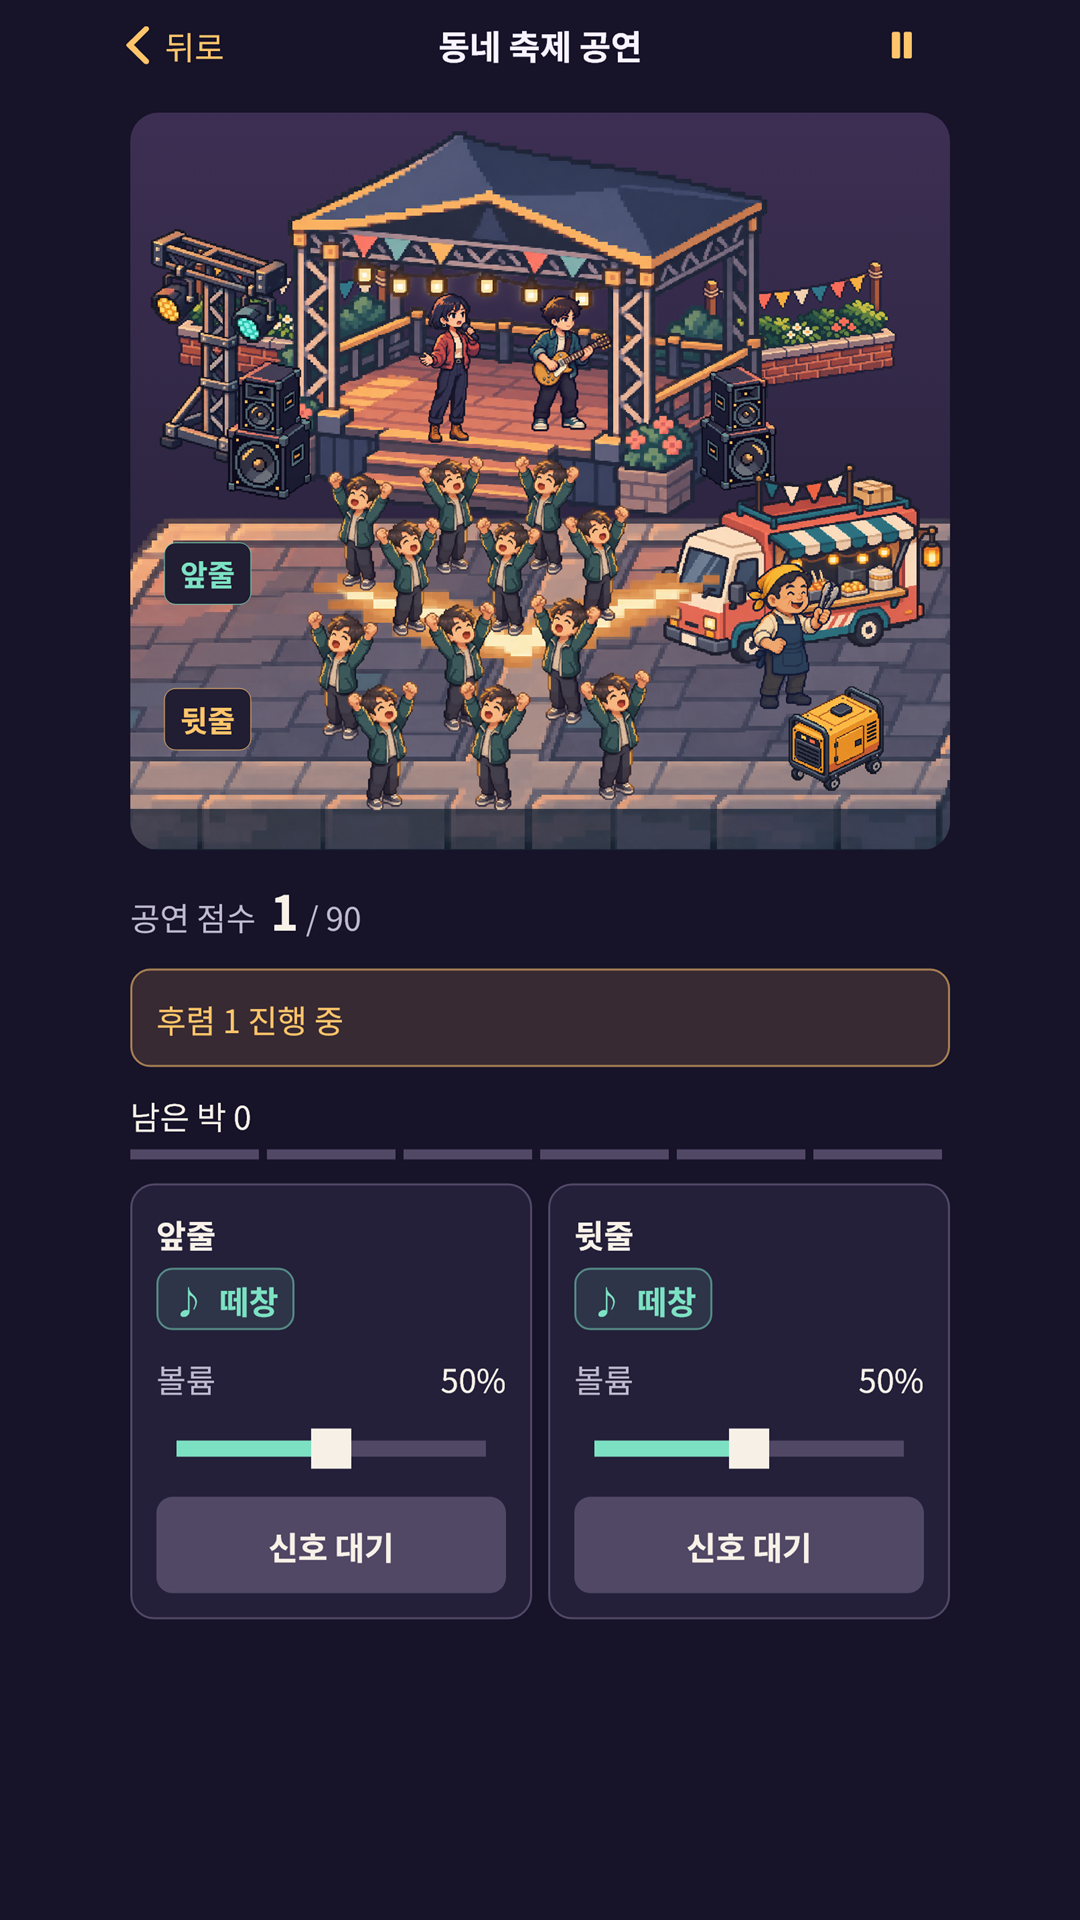 뒤로
동네 축제 공연
앞줄
뒷줄
공연 점수 1 / 90
후렴 1 진행 중
남은 박 0
앞줄
♪ 떼창
볼륨 50%
신호 대기
뒷줄
♪ 떼창
볼륨 50%
신호 대기